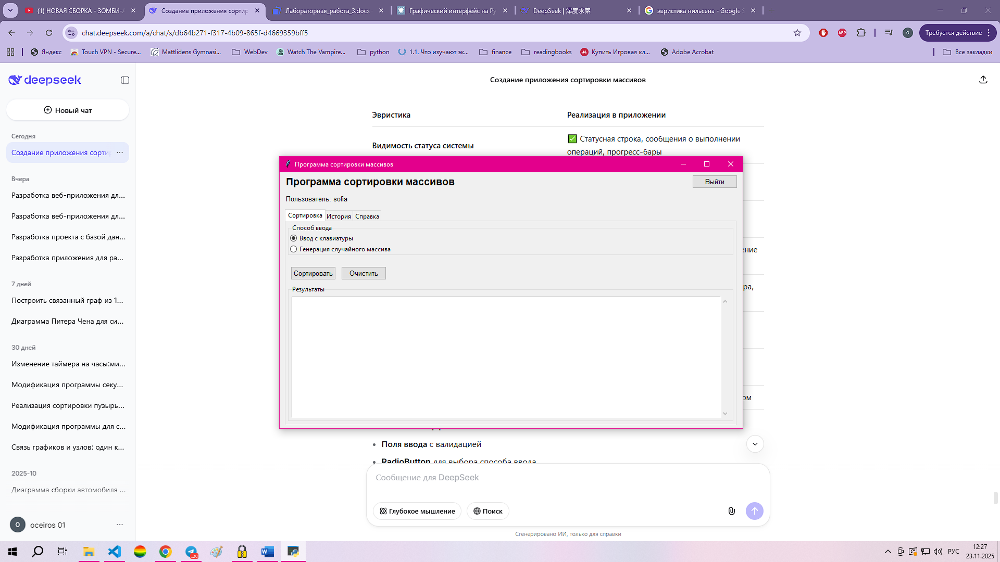 (1) НОВАЯ СБОРКА - ЗОМБИ-
Создание приложения сортир
Лабораторная_работа_3.docx
Графический интерфейс на Py
DeepSeek | 深度求索
эвристика нильсена - Google S
chat.deepseek.com/a/chat/s/db64b271-f317-4b09-865f-d4669359bff5
ABP
O
Требуется действие
Яндекс
Touch VPN - Secure...
Mattlidens Gymnasi...
WebDev
Watch The Vampire...
python
1.1. Что изучают эк...
finance
readingbooks
Купить Игровая кл...
Adobe Acrobat
Все закладки
deepseek
Создание приложения сортировки массивов
Новый чат
Сегодня
Создание приложения сорти
Вчера
Разработка веб-приложения дл...
Разработка веб-приложения дл...
Разработка проекта с базой дан...
Разработка приложения для ра...
7 дней
Построить связанный граф из 1...
Диаграмма Питера Чена для си...
30 дней
Изменение таймера на часы:ми...
Модификация программы секу...
Реализация сортировки пузырь...
Модификация программы для с...
Связь графиков и узлов: один к...
2025-10
Диаграмма сборки автомобиля ...
O
oceiros 01
Эвристика
Реализация в приложении
Видимость статуса системы
Статусная строка, сообщения о выполнении
операций, прогресс-бары
Программа сортировки массивов
Программа сортировки массивов
Выйти
Пользователь: sofia
Сортировка
История
Справка
Способ ввода
Ввод с клавиатуры
Генерация случайного массива
Сортировать
Очистить
Результаты
ение
ра,
ом
Поля ввода с валидацией
RadioButton для выбора способа ввода
Сообщение для DeepSeek
Глубокое мышление
Поиск
Сгенерировано ИИ, только для справки
20
W
РУС
12:27
23.11.2025